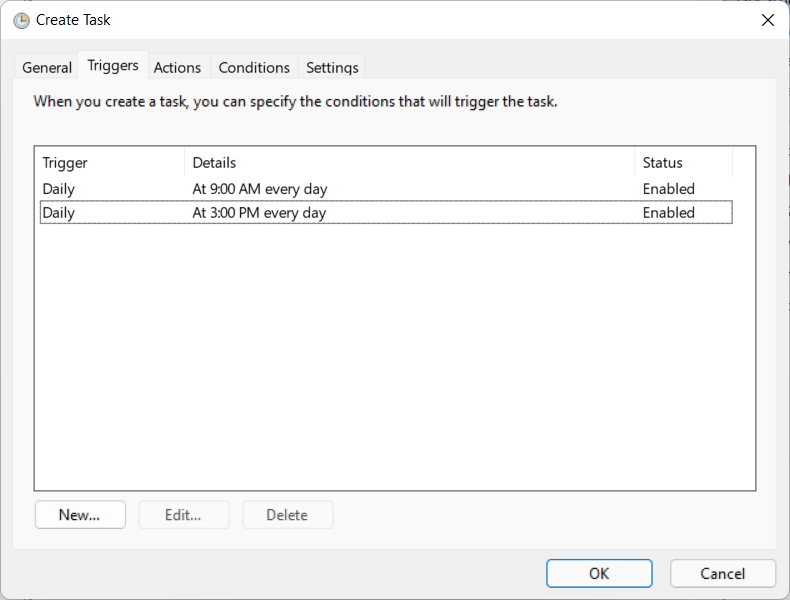 Create Task
General Triggers Actions Conditions Settings
When you create a task, you can specify the conditions that will trigger the task.
Trigger Details Status
Daily At 9:00 AM every day Enabled
Daily At 3:00 PM every day Enabled
New... Edit... Delete
OK Cancel